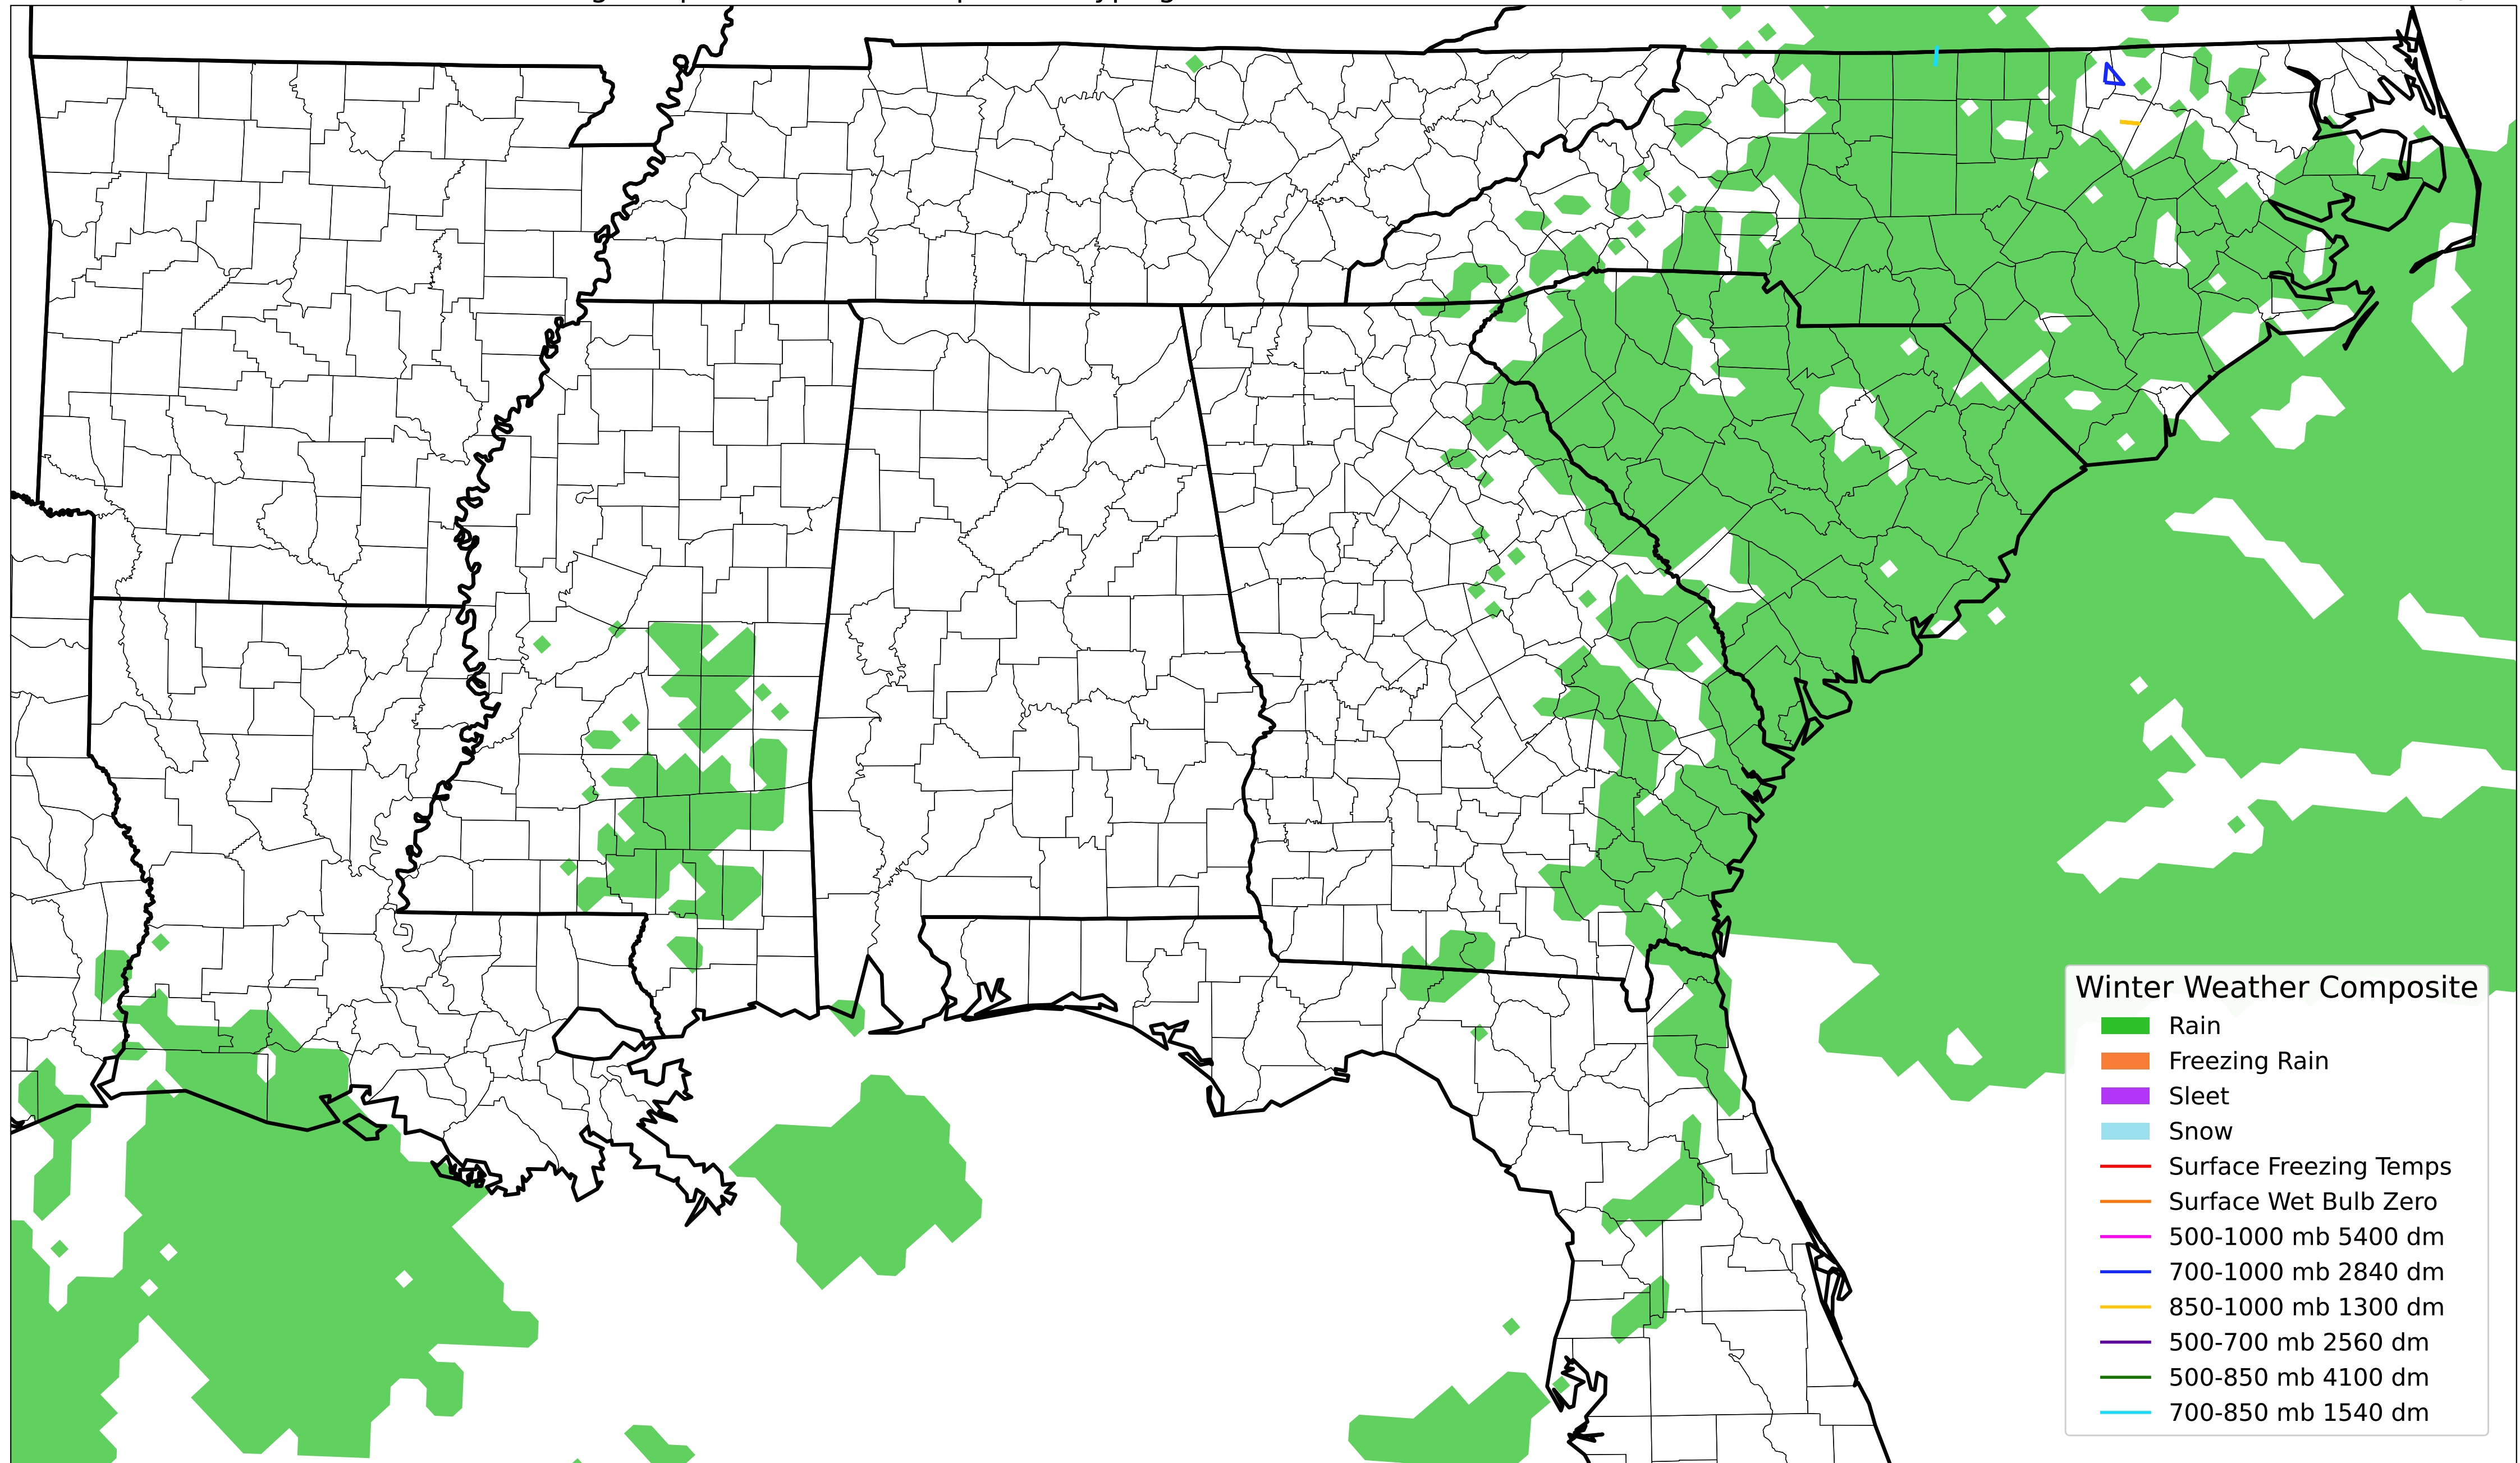 Winter Weather Composite
Rain
Freezing Rain
Sleet
Snow
Surface Freezing Temps
Surface Wet Bulb Zero
500-1000 mb 5400 dm
700-1000 mb 2840 dm
850-1000 mb 1300 dm
500-700 mb 2560 dm
500-850 mb 4100 dm
700-850 mb 1540 dm